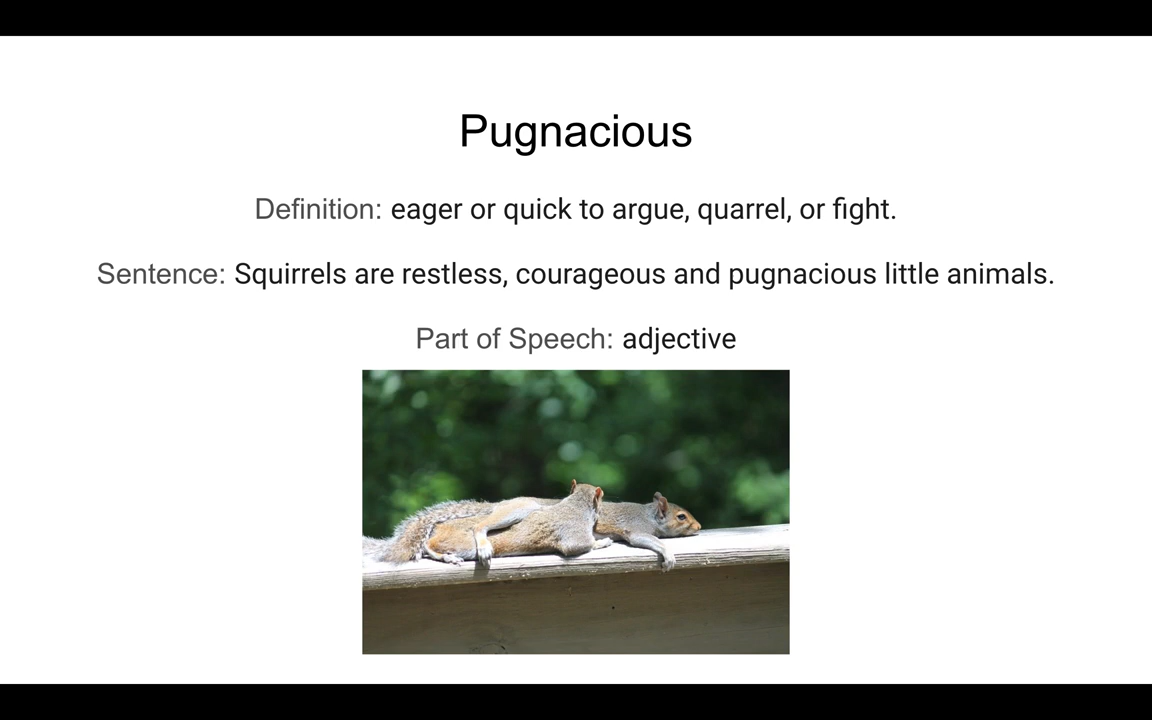 Pugnacious
Definition: eager or quick to argue, quarrel, or fight.
Sentence: Squirrels are restless, courageous and pugnacious little animals.
Part of Speech: adjective